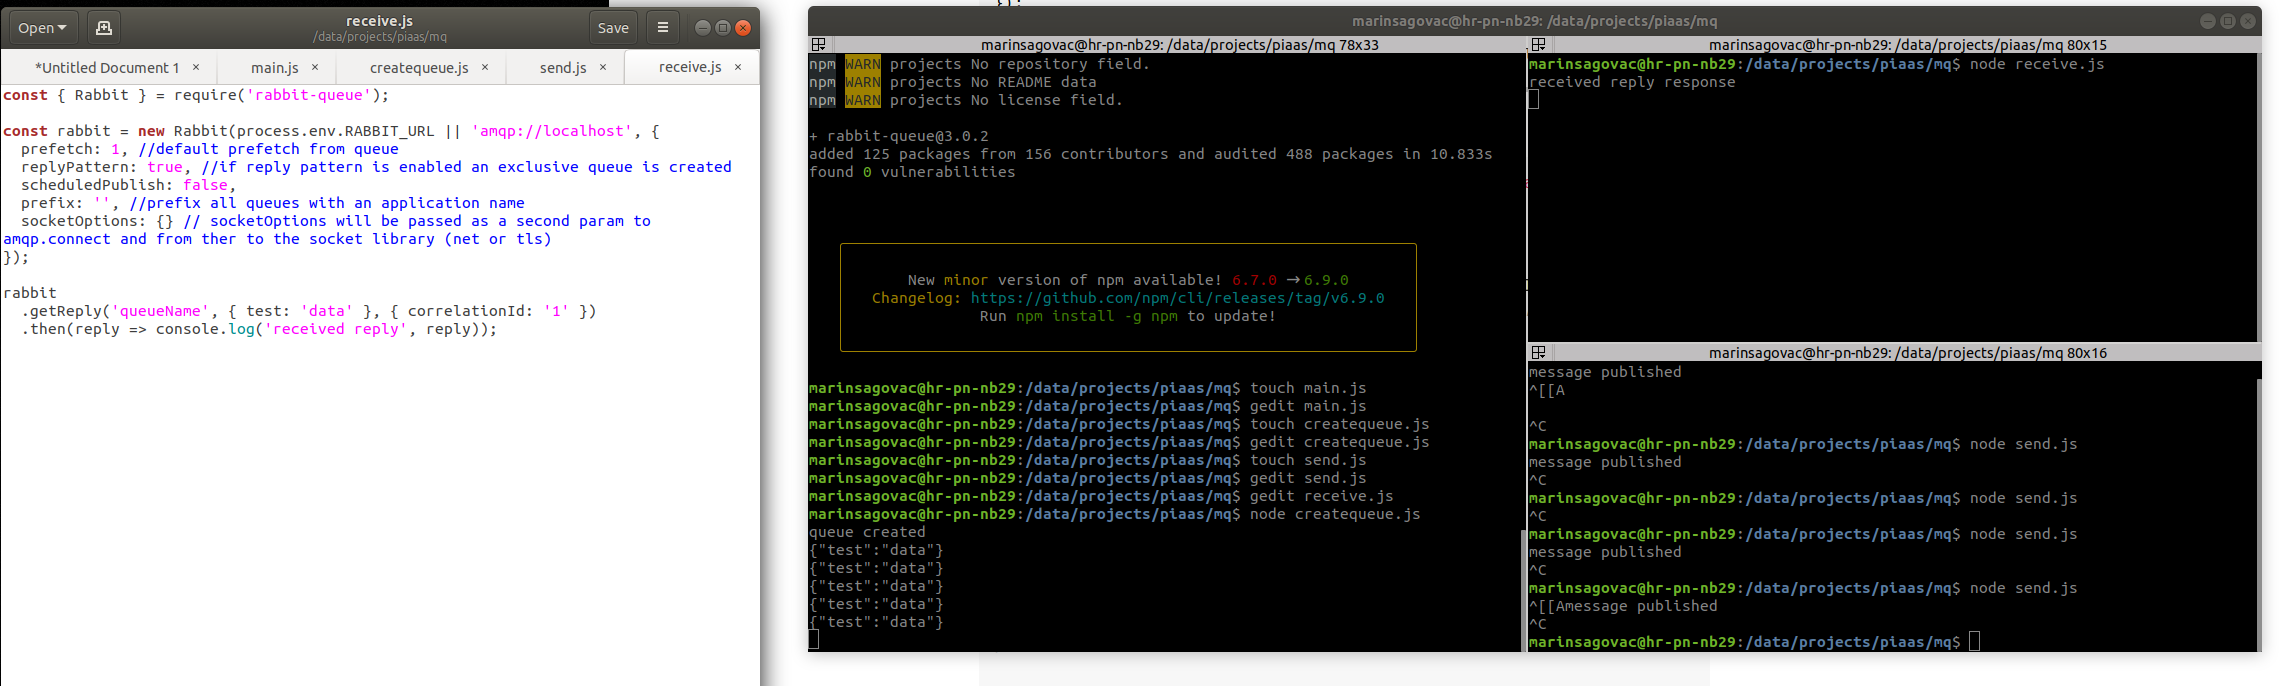 Open
receive.js
/data/projects/piaas/mq
Save
*Untitled Document 1 ×
main.js ×
createqueue.js ×
send.js ×
receive.js ×
const { Rabbit } = require('rabbit-queue');
const rabbit = new Rabbit(process.env.RABBIT_URL || 'amqp://localhost', {
  prefetch: 1, //default prefetch from queue
  replyPattern: true, //if reply pattern is enabled an exclusive queue is created
  scheduledPublish: false,
  prefix: '', //prefix all queues with an application name
  socketOptions: {} // socketOptions will be passed as a second param to
amqp.connect and from ther to the socket library (net or tls)
});
rabbit
  .getReply('queueName', { test: 'data' }, { correlationId: '1' })
  .then(reply => console.log('received reply', reply));
});
marinsagovac@hr-pn-nb29: /data/projects/piaas/mq
marinsagovac@hr-pn-nb29: /data/projects/piaas/mq 78x33
npm WARN projects No repository field.
npm WARN projects No README data
npm WARN projects No license field.
+ rabbit-queue@3.0.2
added 125 packages from 156 contributors and audited 488 packages in 10.833s
found 0 vulnerabilities
New minor version of npm available! 6.7.0 → 6.9.0
Changelog: https://github.com/npm/cli/releases/tag/v6.9.0
Run npm install -g npm to update!
marinsagovac@hr-pn-nb29:/data/projects/piaas/mq$ touch main.js
marinsagovac@hr-pn-nb29:/data/projects/piaas/mq$ gedit main.js
marinsagovac@hr-pn-nb29:/data/projects/piaas/mq$ touch createqueue.js
marinsagovac@hr-pn-nb29:/data/projects/piaas/mq$ gedit createqueue.js
marinsagovac@hr-pn-nb29:/data/projects/piaas/mq$ touch send.js
marinsagovac@hr-pn-nb29:/data/projects/piaas/mq$ gedit send.js
marinsagovac@hr-pn-nb29:/data/projects/piaas/mq$ gedit receive.js
marinsagovac@hr-pn-nb29:/data/projects/piaas/mq$ node createqueue.js
queue created
{"test":"data"}
{"test":"data"}
{"test":"data"}
{"test":"data"}
{"test":"data"}
marinsagovac@hr-pn-nb29: /data/projects/piaas/mq 80x15
marinsagovac@hr-pn-nb29:/data/projects/piaas/mq$ node receive.js
received reply response
marinsagovac@hr-pn-nb29: /data/projects/piaas/mq 80x16
message published
^[[A
^C
marinsagovac@hr-pn-nb29:/data/projects/piaas/mq$ node send.js
message published
^C
marinsagovac@hr-pn-nb29:/data/projects/piaas/mq$ node send.js
^C
marinsagovac@hr-pn-nb29:/data/projects/piaas/mq$ node send.js
message published
^C
marinsagovac@hr-pn-nb29:/data/projects/piaas/mq$ node send.js
^[[Amessage published
^C
marinsagovac@hr-pn-nb29:/data/projects/piaas/mq$